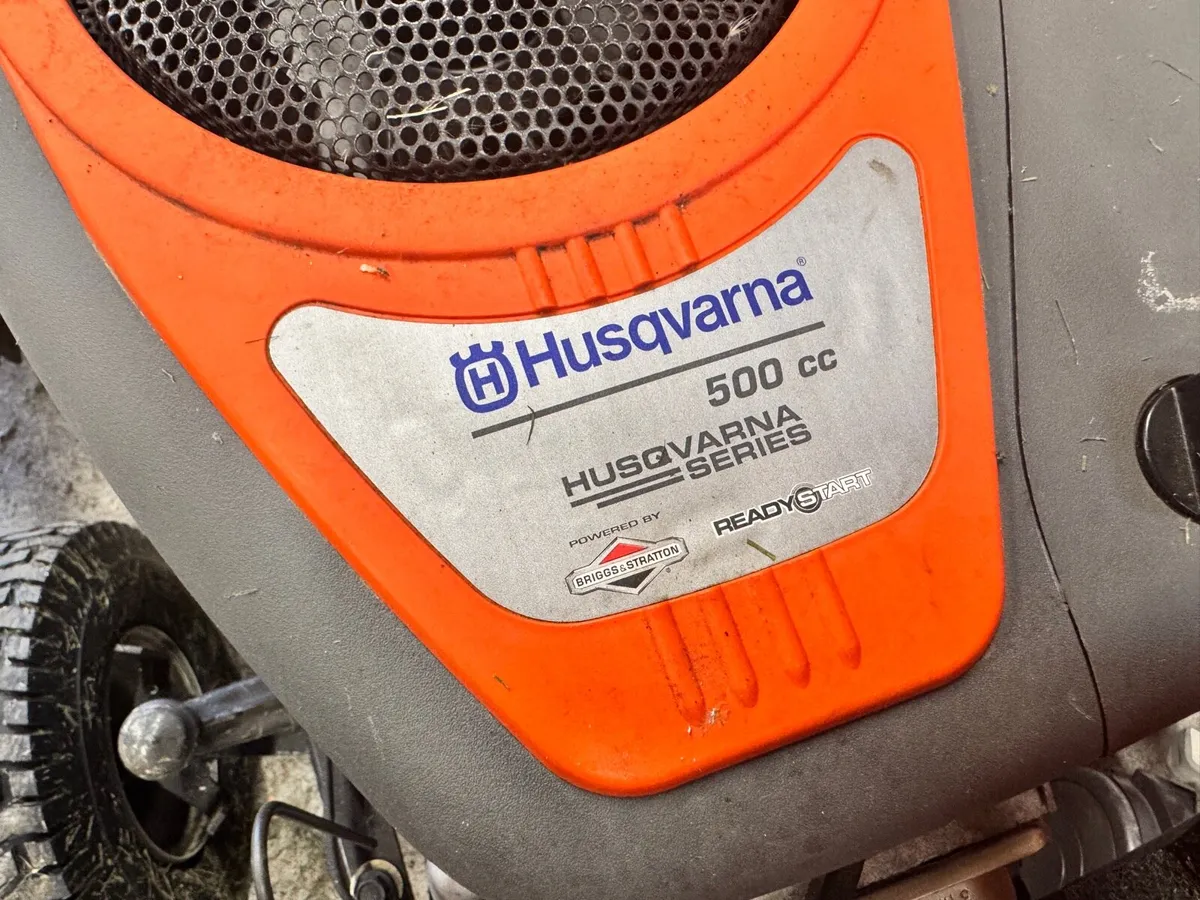 H Husqvarna®
500 cc
HUSQVARNA
SERIES
POWERED BY
BRIGGS&STRATTON®
READYSTART